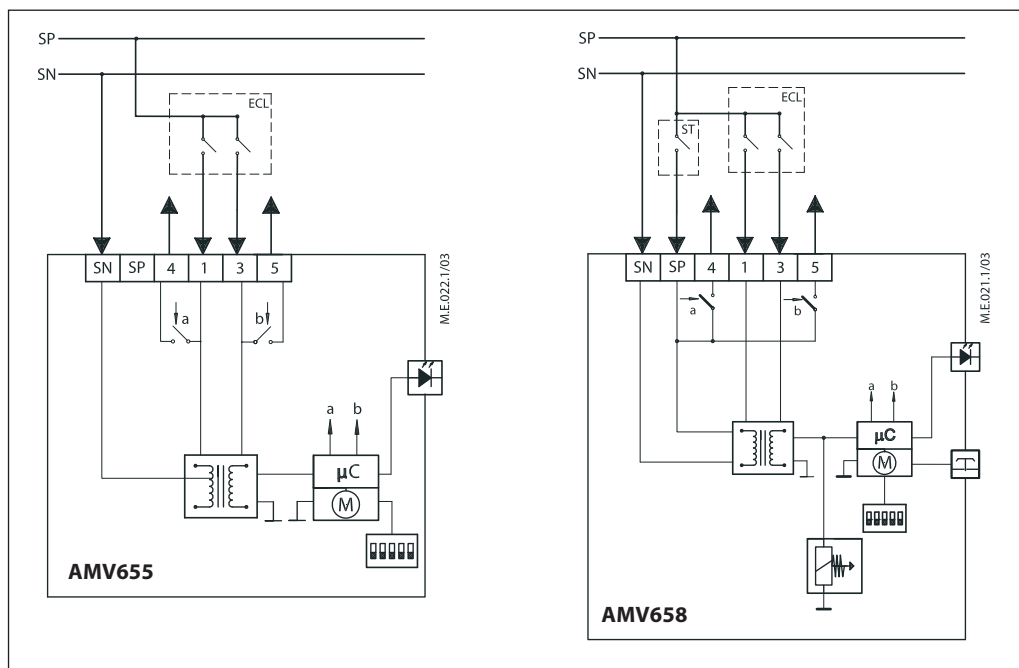 SP
SN
ECL
SN SP 4 1 3 5
a b
M.E.022.1/03
a b
µC
M
AMV655
SP
SN
ECL
ST
SN SP 4 1 3 5
a b
M.E.021.1/03
a b
µC
M
AMV658